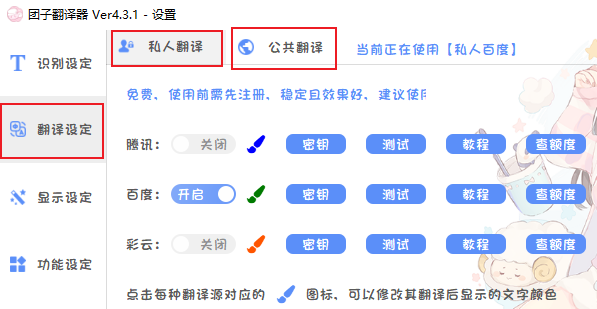 团子翻译器 Ver4.3.1 - 设置
识别设定
翻译设定
显示设定
功能设定
私人翻译 公共翻译 当前正在使用【私人百度】
免费，使用前需先注册，稳定且效果好，建议使用
腾讯： 关闭 密钥 测试 教程 查额度
百度： 开启 密钥 测试 教程 查额度
彩云： 关闭 密钥 测试 教程 查额度
点击每种翻译源对应的 图标，可以修改其翻译后显示的文字颜色